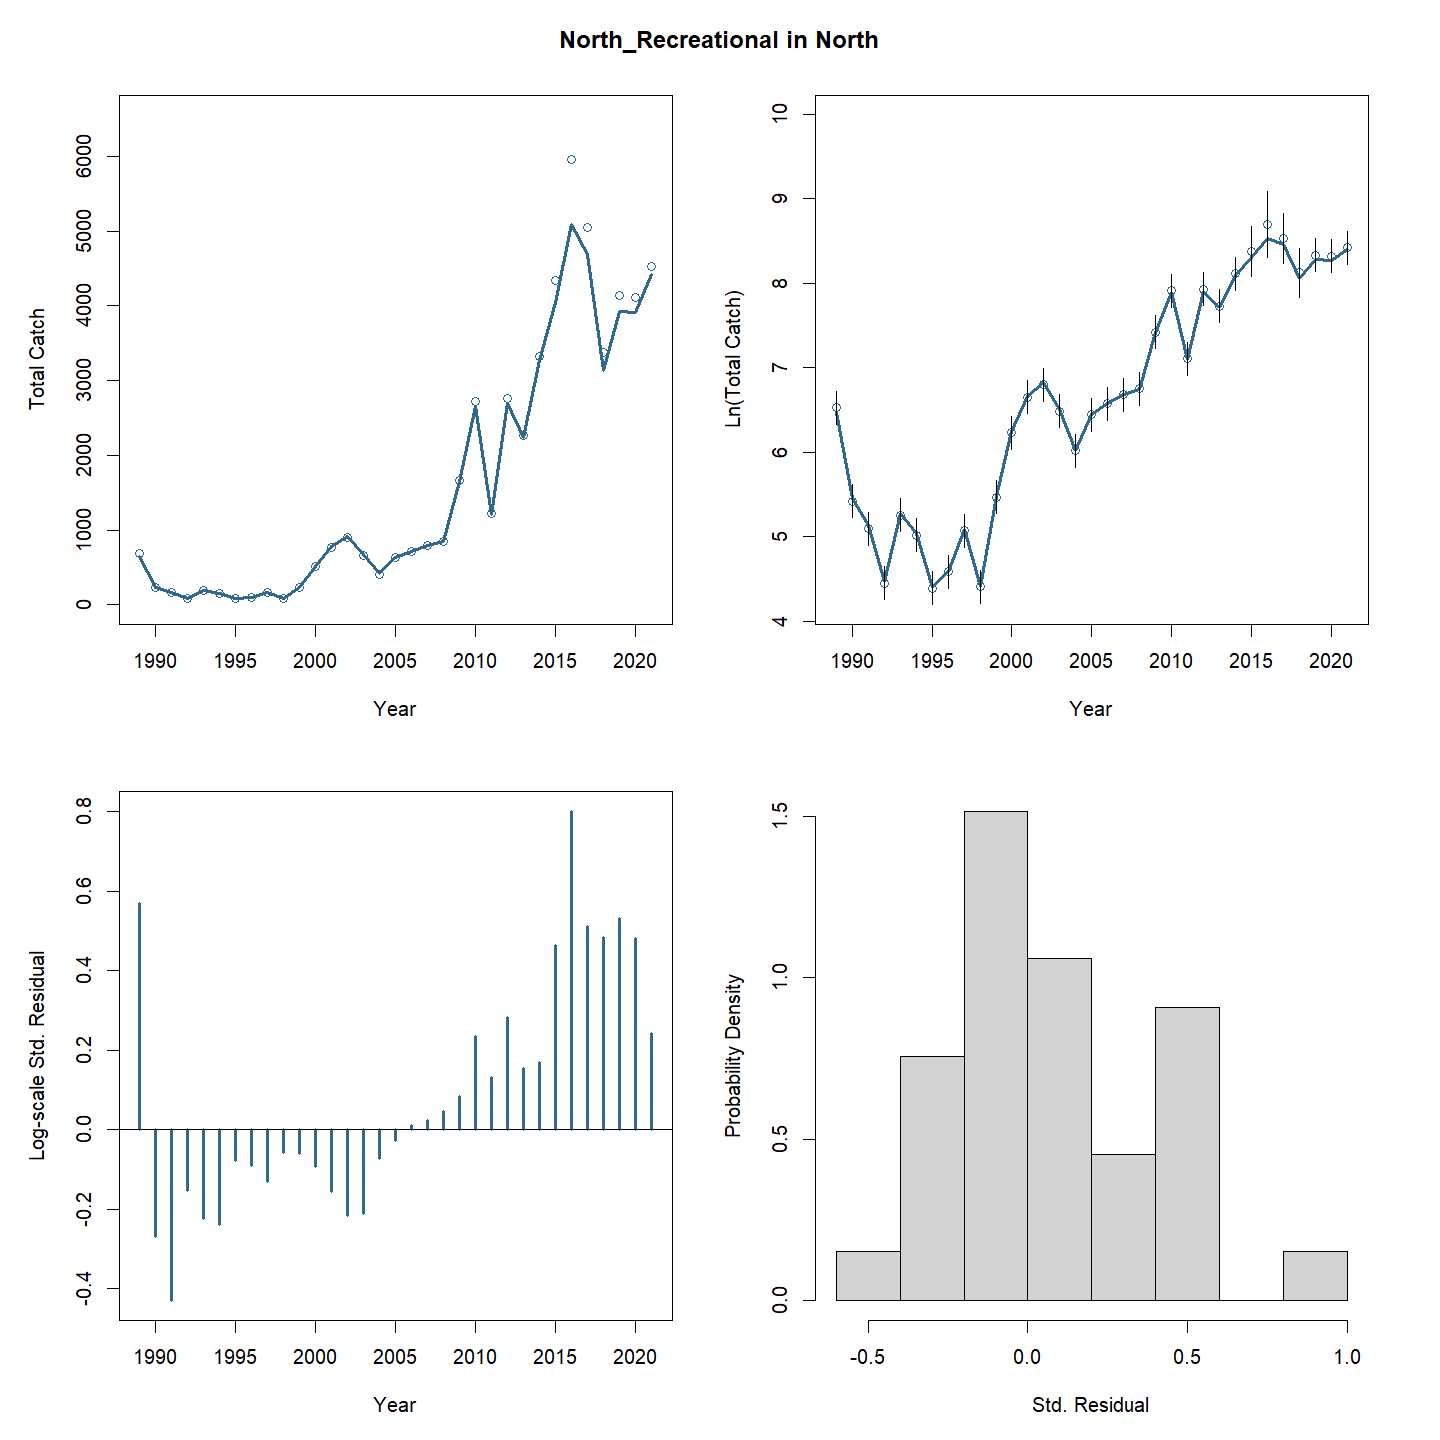 North_Recreational in North
Total Catch
6000
5000
4000
3000
2000
1000
0
1990 1995 2000 2005 2010 2015 2020
Year
Ln(Total Catch)
10
9
8
7
6
5
4
1990 1995 2000 2005 2010 2015 2020
Year
Log-scale Std. Residual
0.8
0.6
0.4
0.2
0.0
-0.2
-0.4
1990 1995 2000 2005 2010 2015 2020
Year
Probability Density
1.5
1.0
0.5
0.0
-0.5 0.0 0.5 1.0
Std. Residual